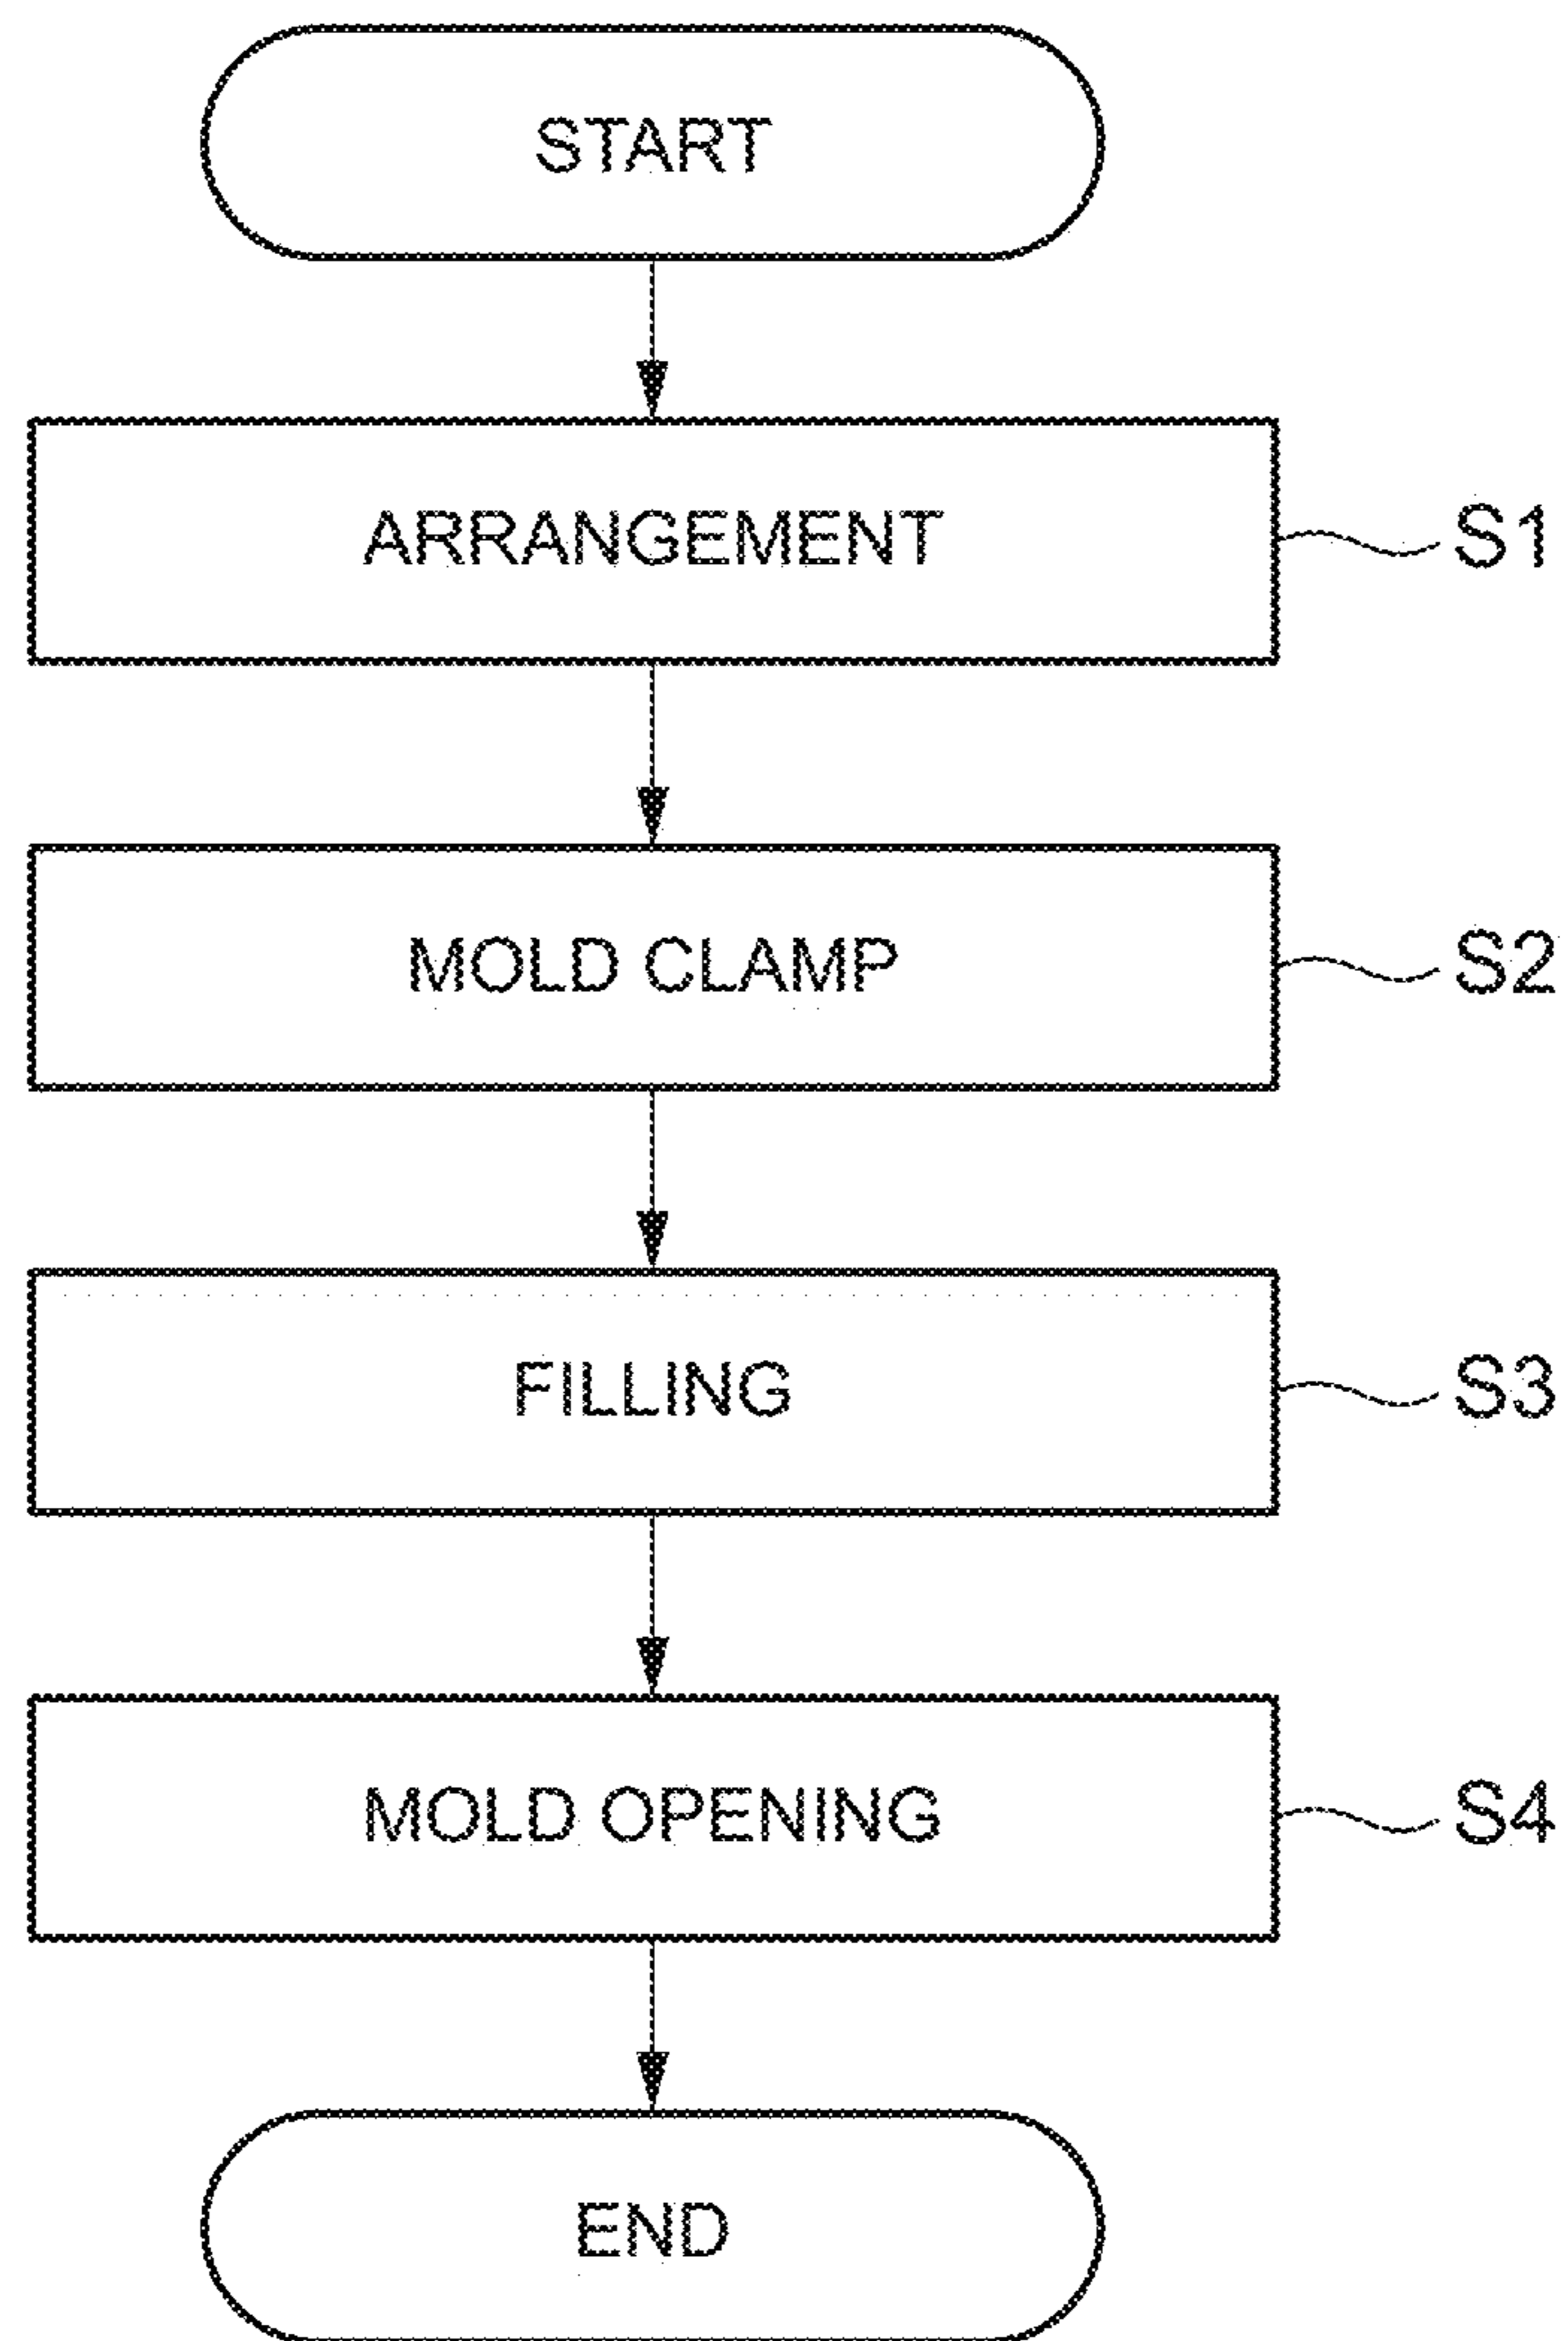 START
ARRANGEMENT
S1
MOLD CLAMP
S2
FILLING
S3
MOLD OPENING
S4
END